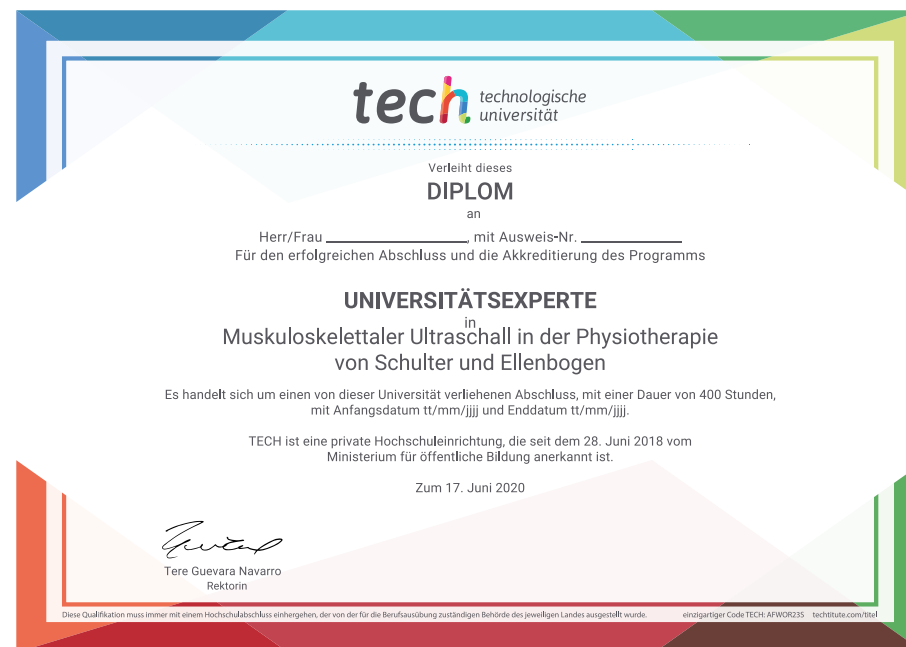 tech technologische
universität
Verleiht dieses
DIPLOM
an
Herr/Frau ____________________, mit Ausweis-Nr. ______________
Für den erfolgreichen Abschluss und die Akkreditierung des Programms
UNIVERSITÄTSEXPERTE
in
Muskuloskelettaler Ultraschall in der Physiotherapie
von Schulter und Ellenbogen
Es handelt sich um einen von dieser Universität verliehenen Abschluss, mit einer Dauer von 400 Stunden,
mit Anfangsdatum tt/mm/jjjj und Enddatum tt/mm/jjjj.
TECH ist eine private Hochschuleinrichtung, die seit dem 28. Juni 2018 vom
Ministerium für öffentliche Bildung anerkannt ist.
Zum 17. Juni 2020
Tere Guevara Navarro
Rektorin
Diese Qualifikation muss immer mit einem Hochschulabschluss einhergehen, der von der für die Berufsausübung zuständigen Behörde des jeweiligen Landes ausgestellt wurde. einzigartiger Code TECH: AFWOR23S techtitute.com/titel